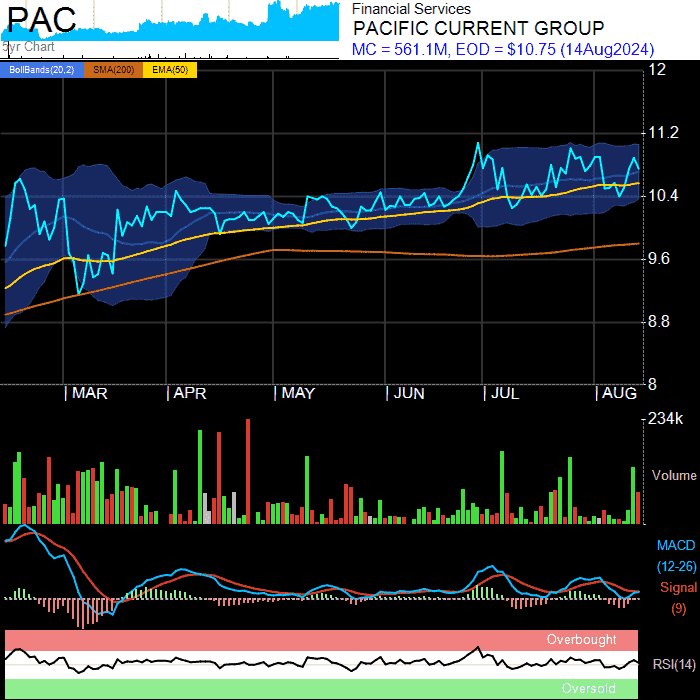 PAC
5yr Chart
Financial Services
PACIFIC CURRENT GROUP
MC = 561.1M, EOD = $10.75 (14Aug2024)
BollBands(20,2) SMA(200) EMA(50)
12
11.2
10.4
9.6
8.8
8
MAR APR MAY JUN JUL AUG
234k
Volume
MACD
(12-26)
Signal
(9)
Overbought
RSI(14)
Oversold